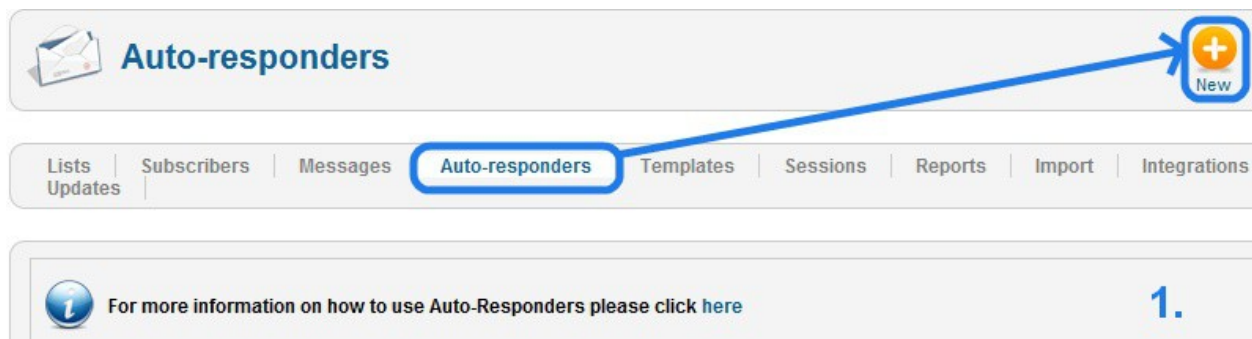 Auto-responders
New
Lists Subscribers Messages Auto-responders Templates Sessions Reports Import Integrations
Updates
For more information on how to use Auto-Responders please click here
1.